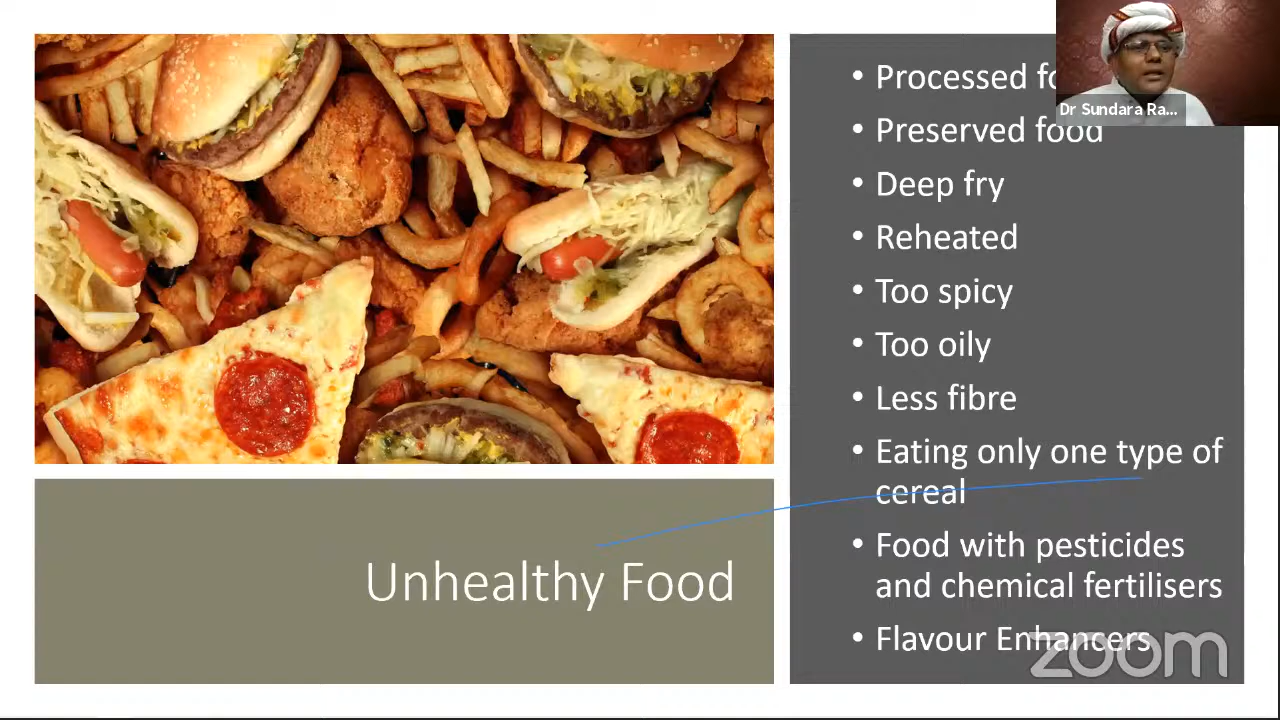 Processed
Dr Sundara Ra...
Preserved food
Deep fry
Reheated
Too spicy
Too oily
Less fibre
Eating only one type of
cereal
Food with pesticides
and chemical fertilisers
Unhealthy Food
Flavour Enhancers
zoom